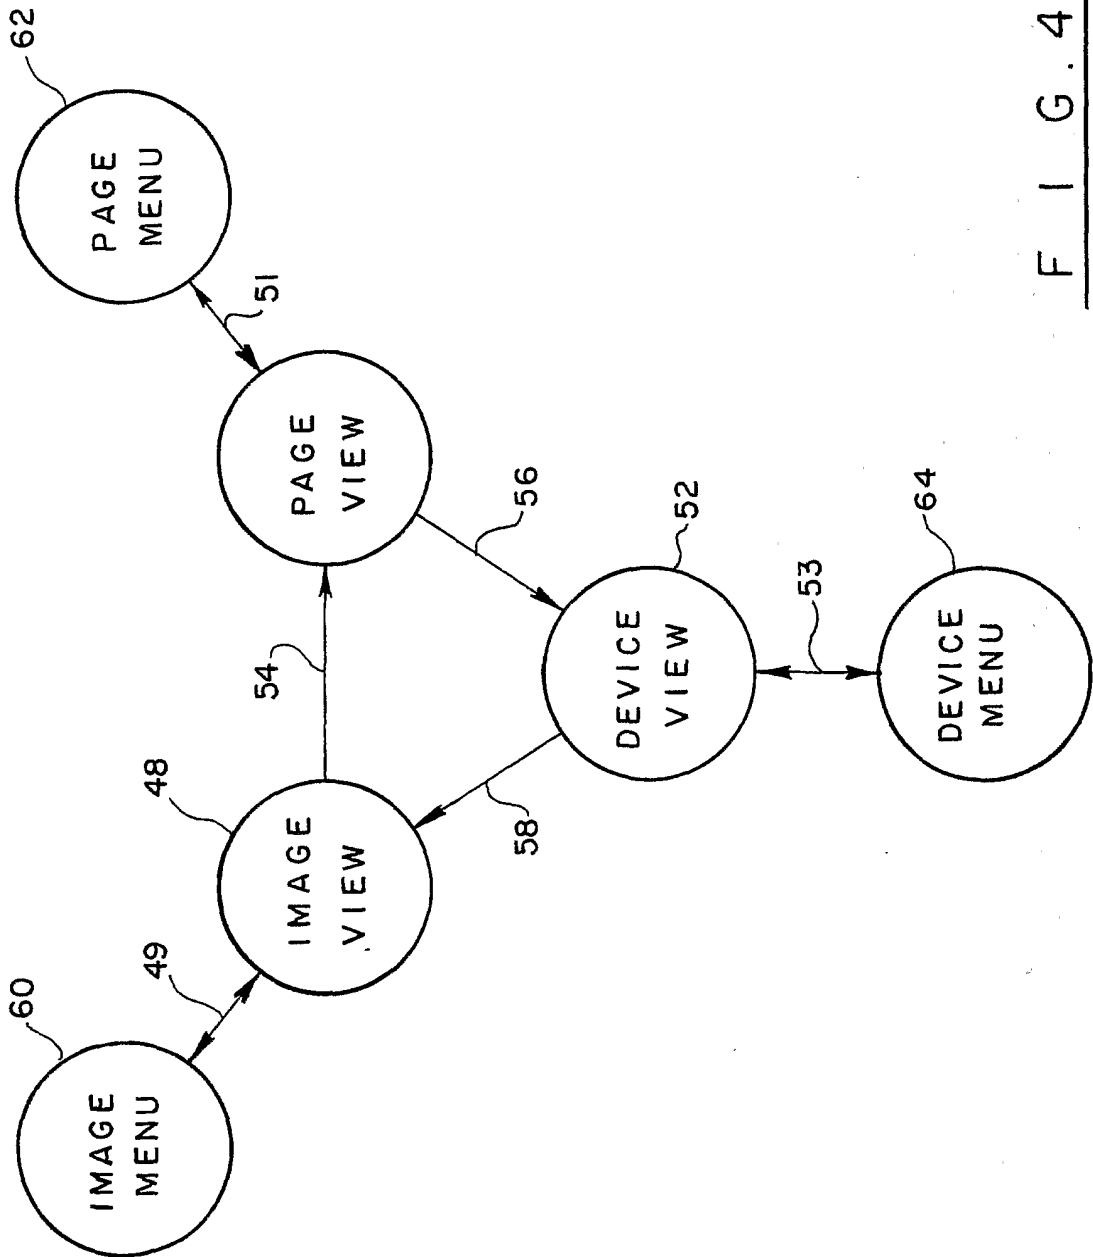 60
IMAGE
MENU
49
48
IMAGE
VIEW
54
58
PAGE
VIEW
51
62
PAGE
MENU
56
DEVICE
VIEW
52
53
DEVICE
MENU
64
F I G . 4